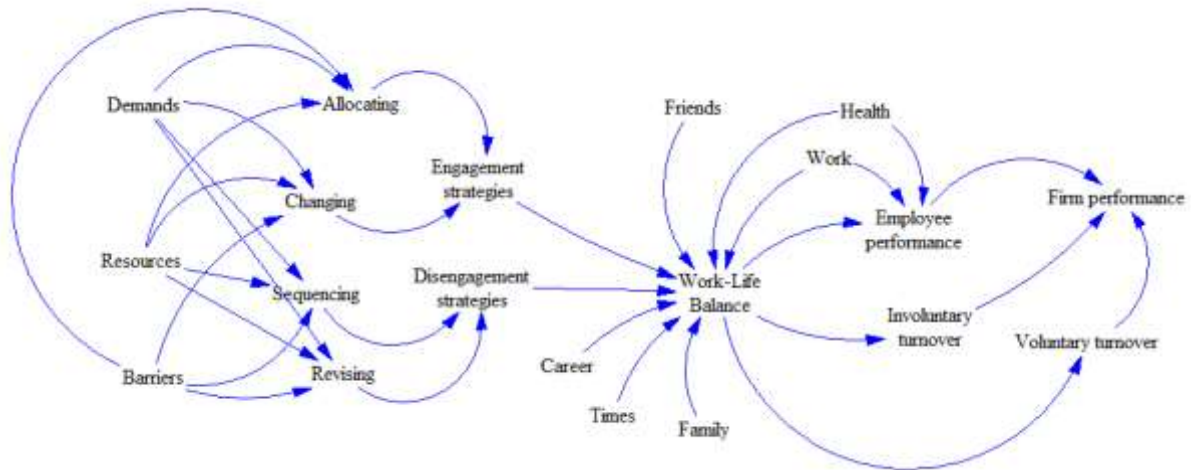 Demands
Allocating
Friends
Health
Work
Engagement
strategies
Changing
Firm performance
Employee
performance
Resources
Sequencing
Disengagement
strategies
Work-Life
Balance
Involuntary
turnover
Voluntary turnover
Barriers
Revising
Career
Times
Family